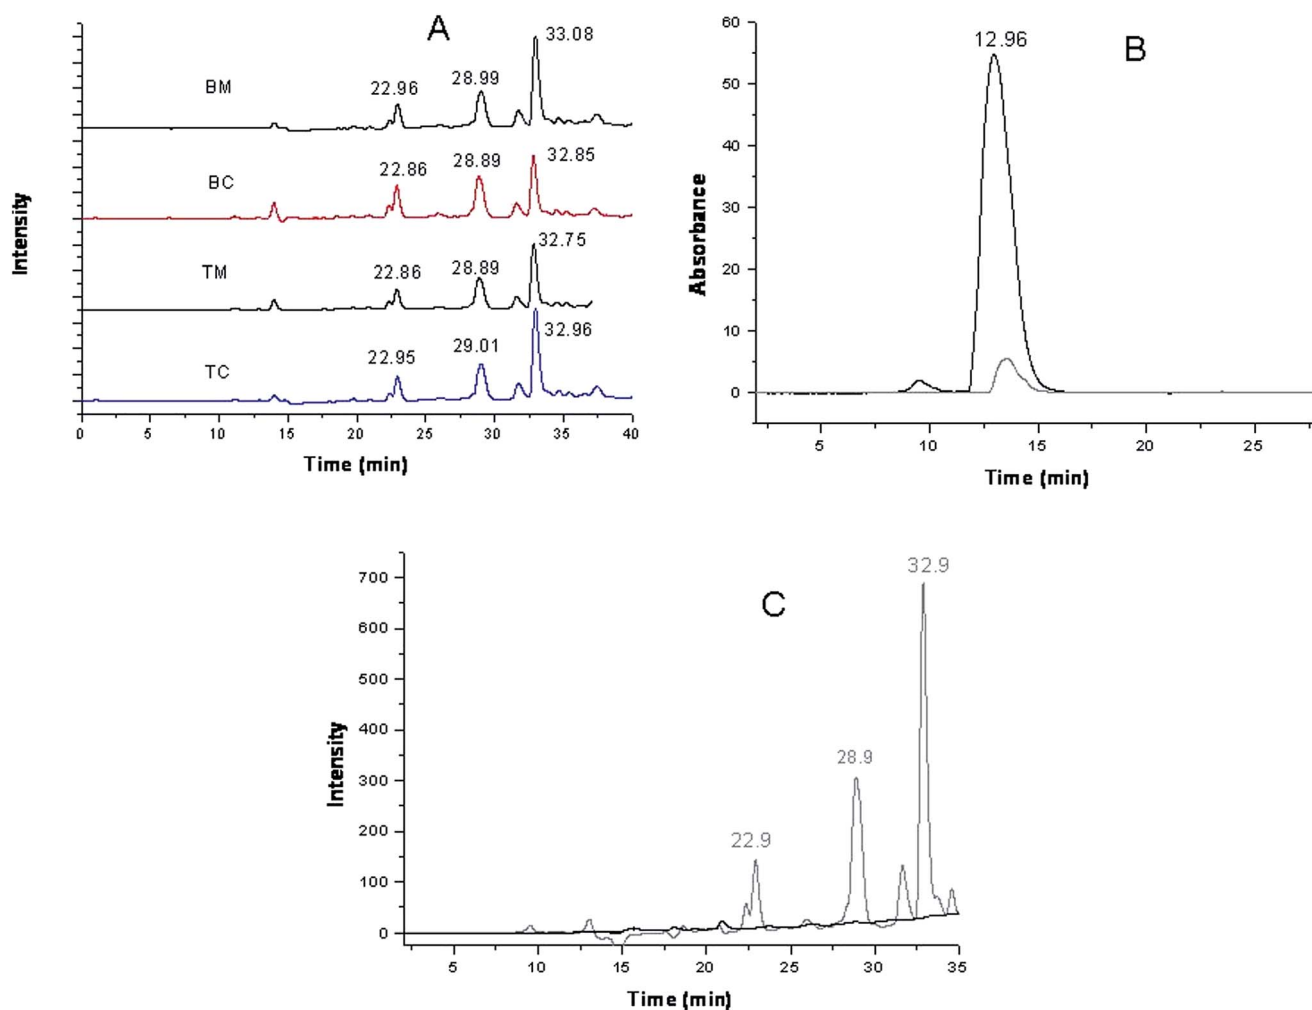 A
33.08
BM
22.96
28.99
BC
22.86
28.89
32.85
TM
22.86
28.89
32.75
TC
22.95
29.01
32.96
Intensity
0 5 10 15 20 25 30 35 40
Time (min)
B
12.96
60
50
40
30
20
10
0
Absorbance
5 10 15 20 25
Time (min)
C
32.9
28.9
22.9
700
600
500
400
300
200
100
0
Intensity
5 10 15 20 25 30 35
Time (min)